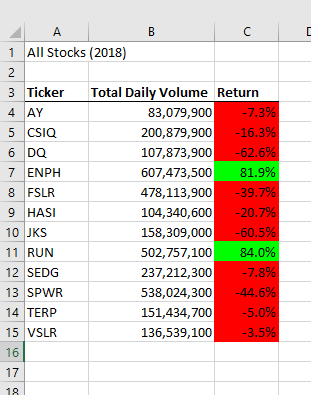 A B C
1 All Stocks (2018)
2
3 Ticker Total Daily Volume Return
4 AY 83,079,900 -7.3%
5 CSIQ 200,879,900 -16.3%
6 DQ 107,873,900 -62.6%
7 ENPH 607,473,500 81.9%
8 FSLR 478,113,900 -39.7%
9 HASI 104,340,600 -20.7%
10 JKS 158,309,000 -60.5%
11 RUN 502,757,100 84.0%
12 SEDG 237,212,300 -7.8%
13 SPWR 538,024,300 -44.6%
14 TERP 151,434,700 -5.0%
15 VSLR 136,539,100 -3.5%
16
17
18